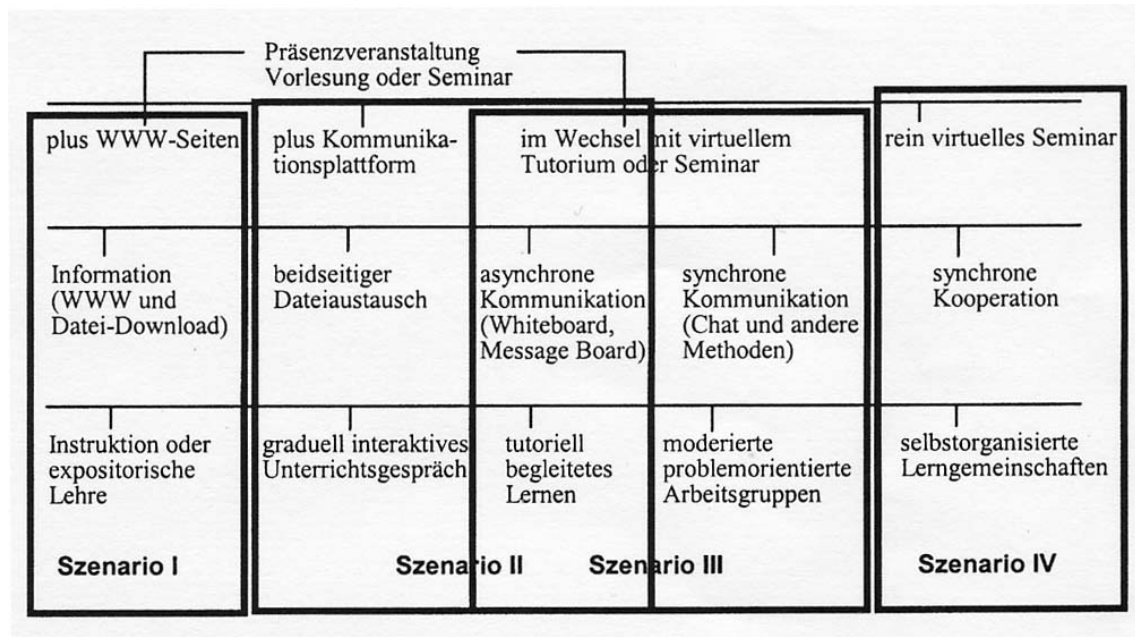 Präsenzveranstaltung
Vorlesung oder Seminar
plus WWW-Seiten
plus Kommunika-
tionsplattform
im Wechsel mit virtuellem
Tutorium oder Seminar
rein virtuelles Seminar
Information
(WWW und
Datei-Download)
beidseitiger
Dateiaustausch
asynchrone
Kommunikation
(Whiteboard,
Message Board)
synchrone
Kommunikation
(Chat und andere
Methoden)
synchrone
Kooperation
Instruktion oder
expositorische
Lehre
graduell interaktives
Unterrichtsgespräch
tutoriell
begleitetes
Lernen
moderierte
problemorientierte
Arbeitsgruppen
selbstorganisierte
Lerngemeinschaften
Szenario I
Szenario II
Szenario III
Szenario IV